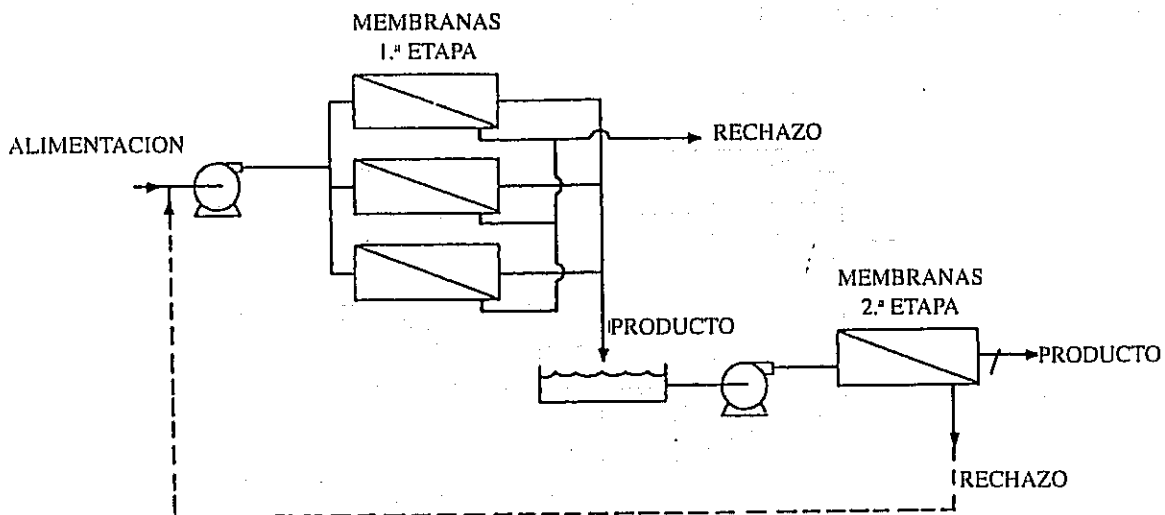 MEMBRANAS
1.ª ETAPA
ALIMENTACION
RECHAZO
MEMBRANAS
2.ª ETAPA
PRODUCTO
PRODUCTO
RECHAZO